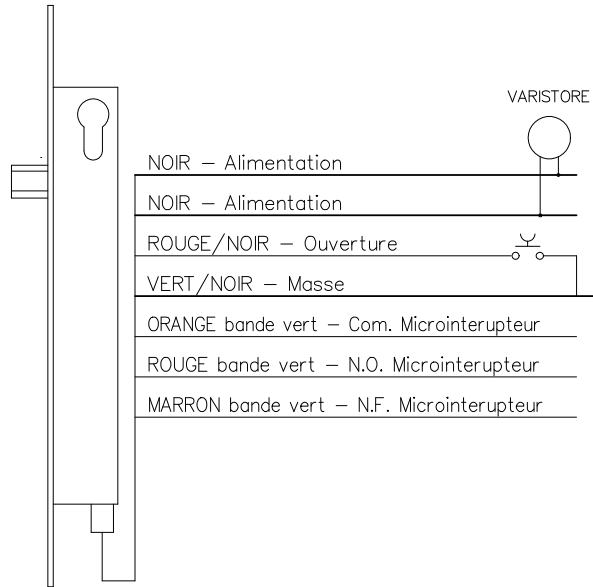 VARISTORE
NOIR – Alimentation
NOIR – Alimentation
ROUGE/NOIR – Ouverture
VERT/NOIR – Masse
ORANGE bande vert – Com. Microinterupteur
ROUGE bande vert – N.O. Microinterupteur
MARRON bande vert – N.F. Microinterupteur